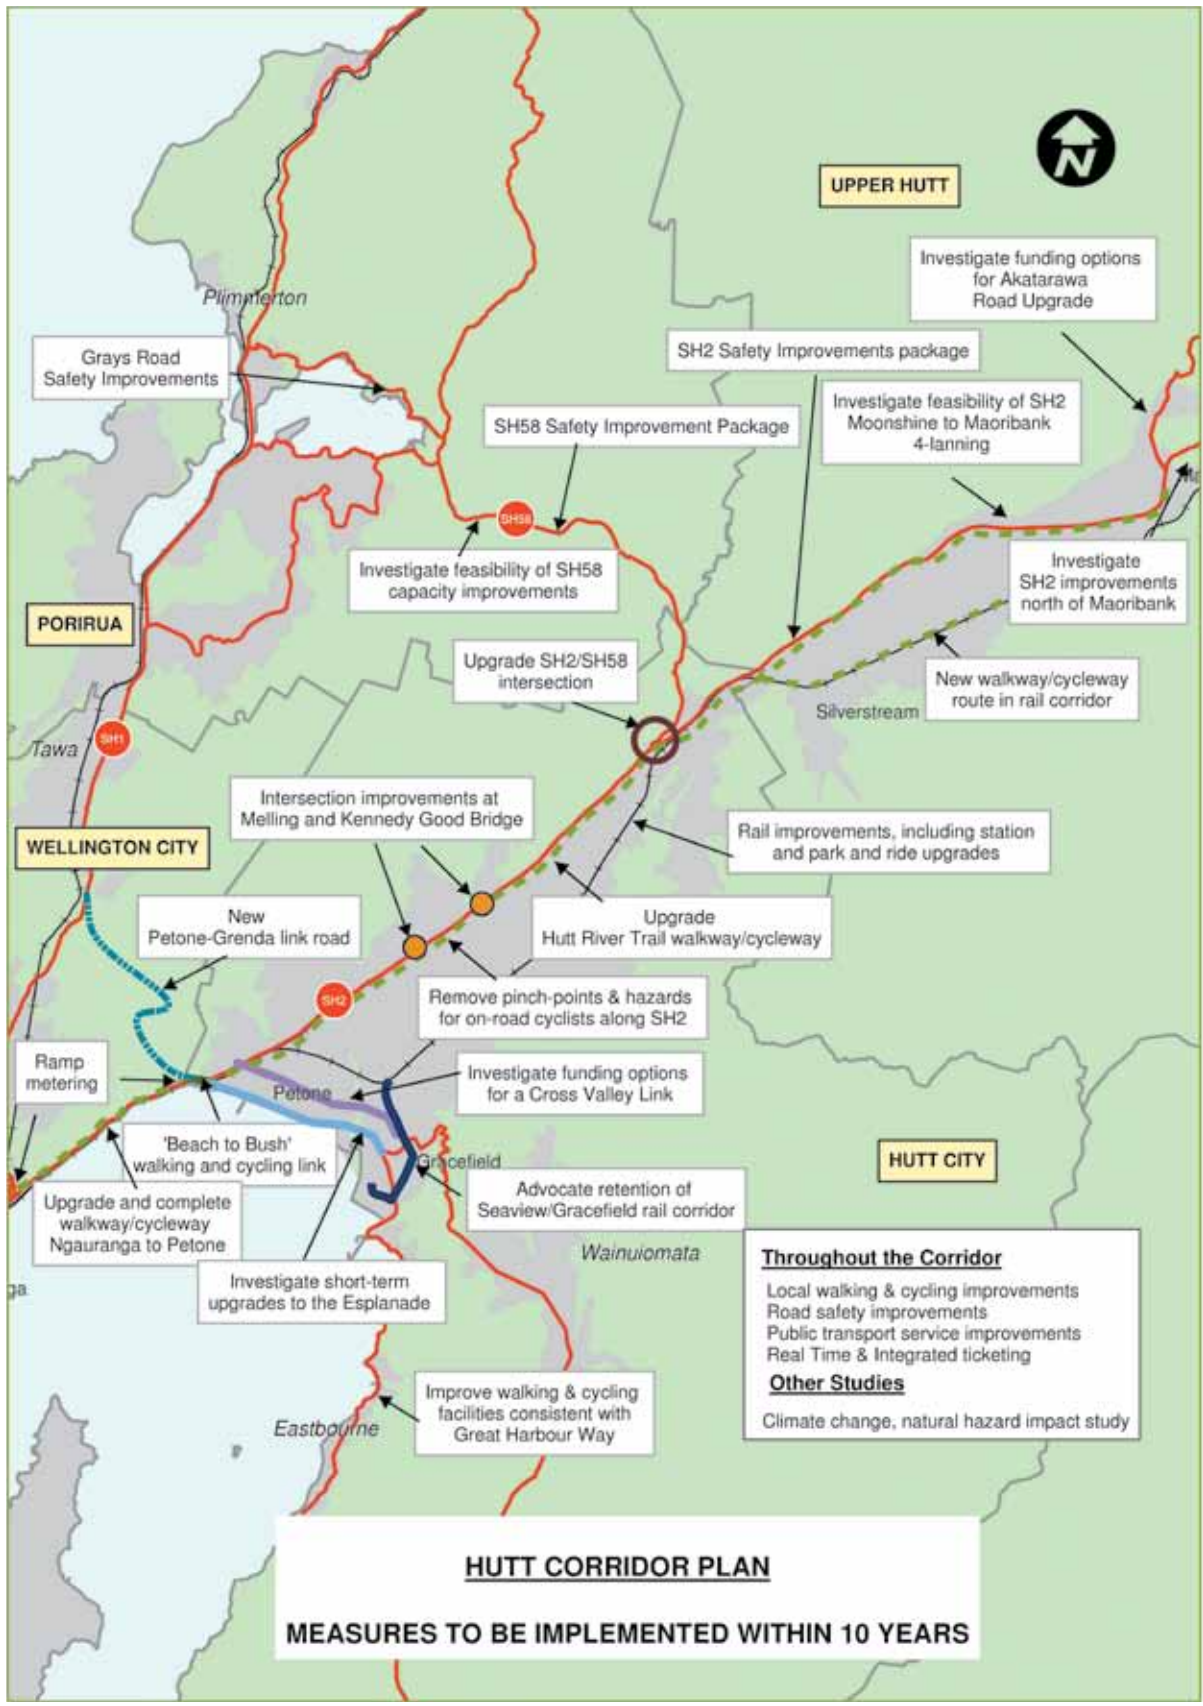 N
UPPER HUTT
Investigate funding options
for Akatarawa
Road Upgrade
Plimmerton
SH2 Safety Improvements package
Grays Road
Safety Improvements
Investigate feasibility of SH2
Moonshine to Maoribank
4-lanning
SH58 Safety Improvement Package
SH58
Investigate feasibility of SH58
capacity improvements
Investigate
SH2 improvements
north of Maoribank
PORIRUA
Upgrade SH2/SH58
intersection
New walkway/cycleway
route in rail corridor
Silverstream
SH1
Tawa
Intersection improvements at
Melling and Kennedy Good Bridge
WELLINGTON CITY
Rail improvements, including station
and park and ride upgrades
New
Petone-Grenda link road
Upgrade
Hutt River Trail walkway/cycleway
SH2
Remove pinch-points & hazards
for on-road cyclists along SH2
Ramp
metering
Investigate funding options
for a Cross Valley Link
Petone
'Beach to Bush'
walking and cycling link
Gracefield
HUTT CITY
Upgrade and complete
walkway/cycleway
Ngauranga to Petone
Advocate retention of
Seaview/Gracefield rail corridor
Wainuiomata
ga
Investigate short-term
upgrades to the Esplanade
Throughout the Corridor
Local walking & cycling improvements
Road safety improvements
Public transport service improvements
Real Time & Integrated ticketing
Other Studies
Climate change, natural hazard impact study
Improve walking & cycling
facilities consistent with
Great Harbour Way
Eastbourne
HUTT CORRIDOR PLAN
MEASURES TO BE IMPLEMENTED WITHIN 10 YEARS